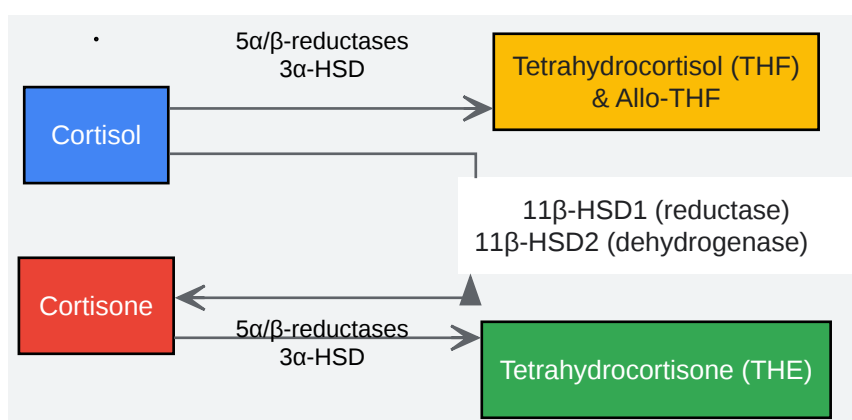 5α/β-reductases
3α-HSD
Tetrahydrocortisol (THF)
& Allo-THF
Cortisol
11β-HSD1 (reductase)
11β-HSD2 (dehydrogenase)
Cortisone
5α/β-reductases
3α-HSD
Tetrahydrocortisone (THE)